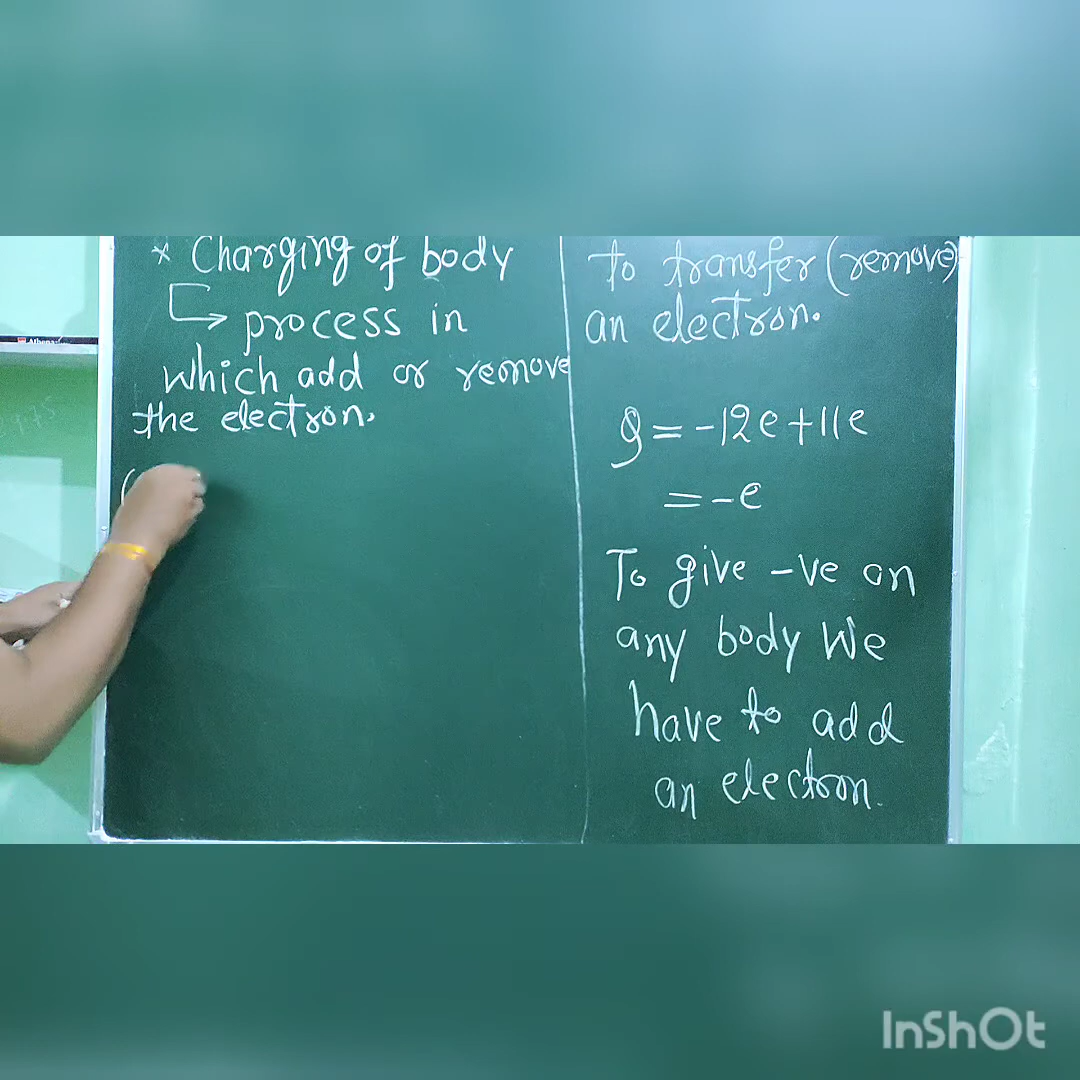 * Charging of body
↳ process in
which add or remove
the electron.
(
to transfer (remove)
an electron.
Q = -12e + 11e
= -e
To give -ve on
any body We
have to add
an electron.
InShOt